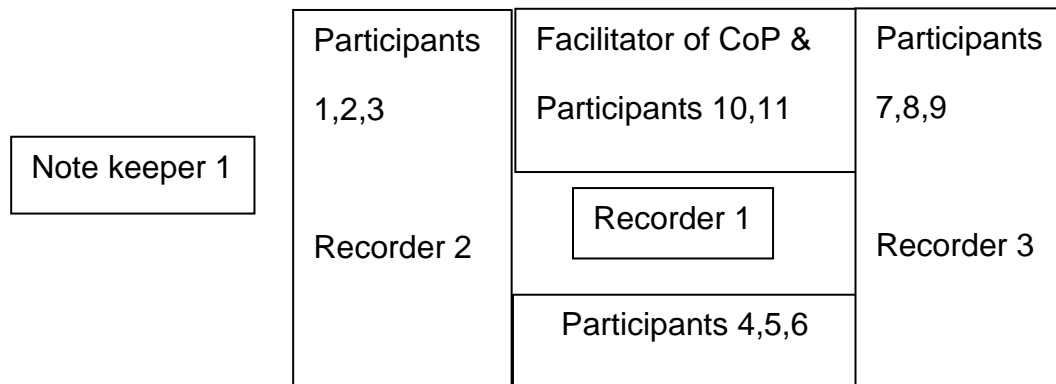 Note keeper 1
Participants
1,2,3
Recorder 2
Facilitator of CoP &
Participants 10,11
Recorder 1
Participants 4,5,6
Participants
7,8,9
Recorder 3